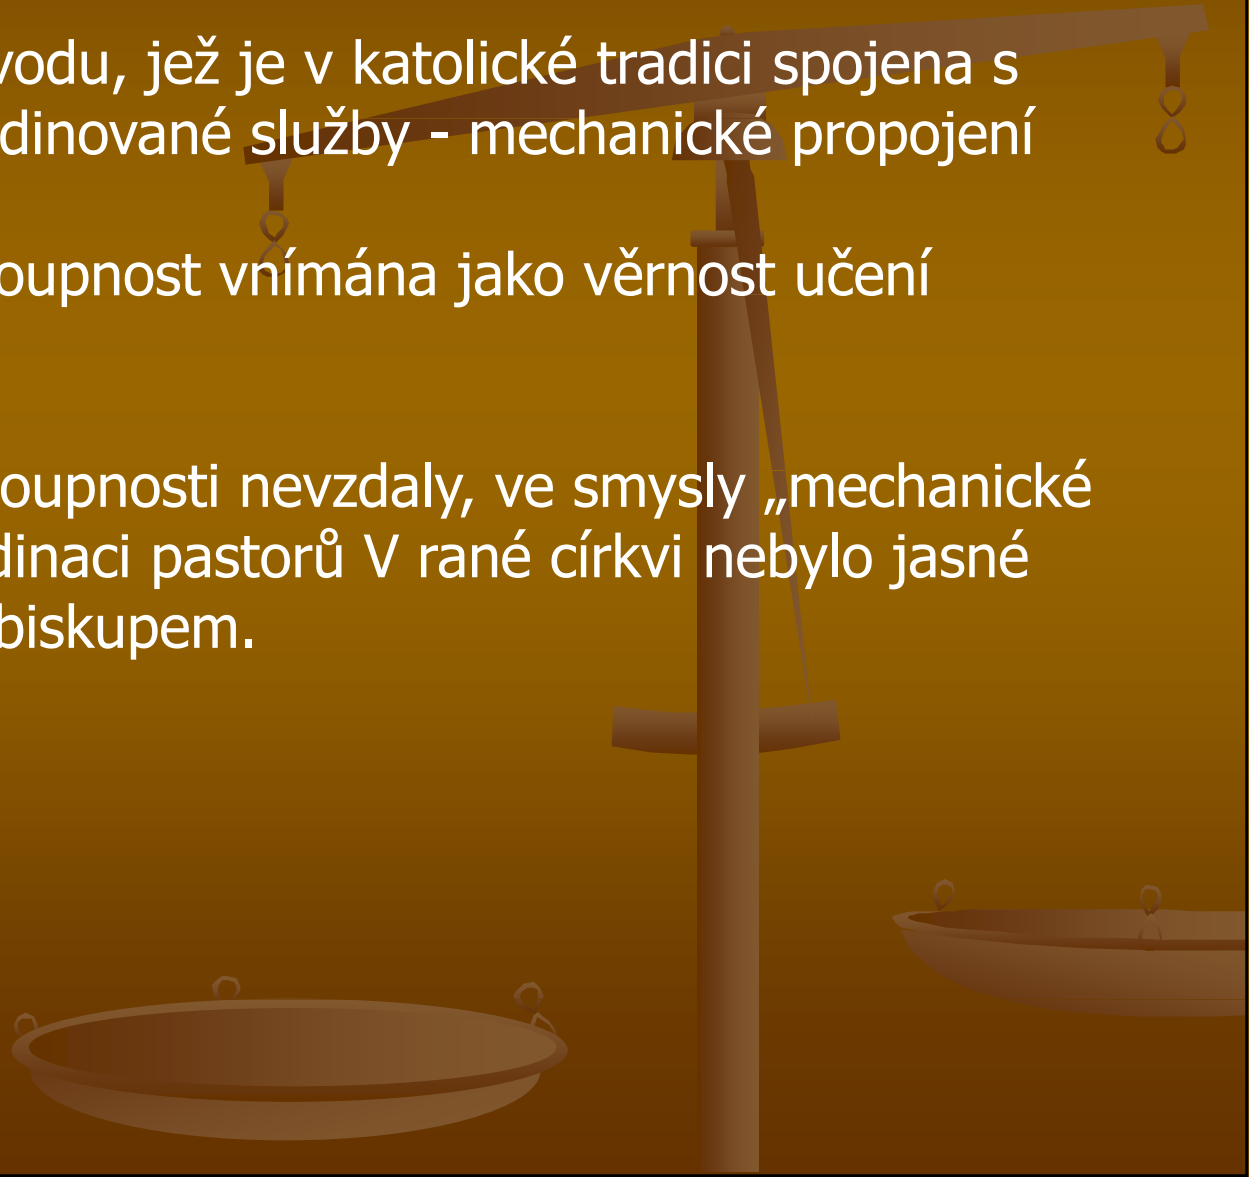 vodu, jež je v katolické tradici spojena s
dinované služby - mechanické propojení
oupnost vnímána jako věrnost učení
oupnosti nevzdaly, ve smysly „mechanické
dinaci pastorů V rané církvi nebylo jasné
biskupem.